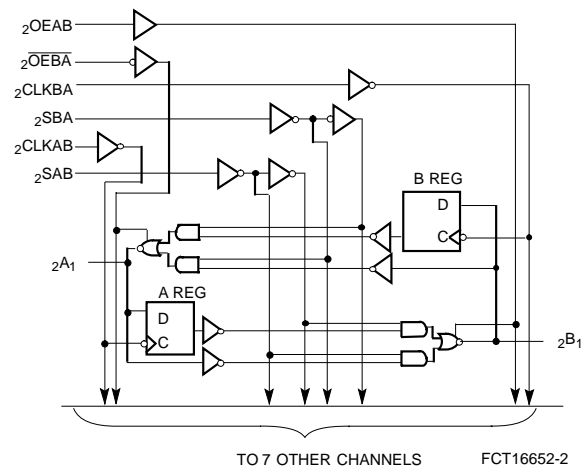 2OEAB
2OEBA
2CLKBA
2SBA
2CLKAB
2SAB
B REG
D
C
2A1
A REG
D
C
2B1
TO 7 OTHER CHANNELS
FCT16652-2